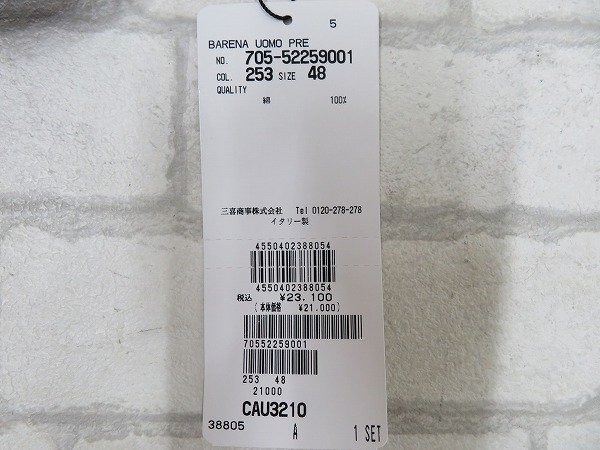 5
BARENA UOMO PRE
NO. 705-52259001
COL. 253 SIZE 48
QUALITY
綿 100%
三喜商事株式会社 Tel 0120-278-278
イタリー製
4550402388054
4550402388054
税込 ¥23,100
( 本体価格 ¥21,000)
70552259001
253 48
21000
CAU3210
38805 A 1 SET